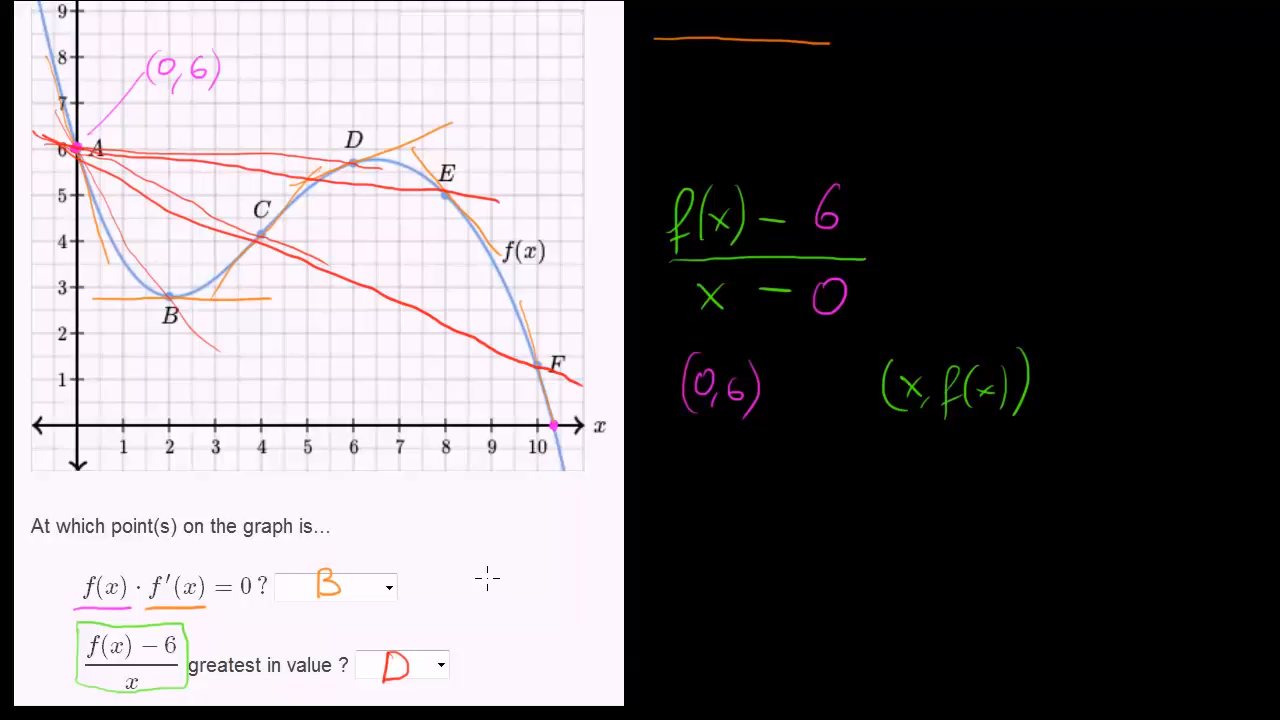 9
8
(0, 6)
7
6 A D
E
5
C
4 f(x)
3
B
2
1 F
x
1 2 3 4 5 6 7 8 9 10
f(x) - 6
x - 0
(0, 6) (x, f(x))
At which point(s) on the graph is...
f(x) · f′(x) = 0 ? B
f(x) − 6
x
greatest in value ? D